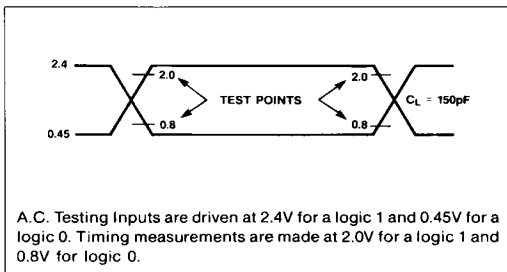 2.4
2.0 2.0
TEST POINTS C_L = 150pF
0.8 0.8
0.45
A.C. Testing Inputs are driven at 2.4V for a logic 1 and 0.45V for a
logic 0. Timing measurements are made at 2.0V for a logic 1 and
0.8V for logic 0.